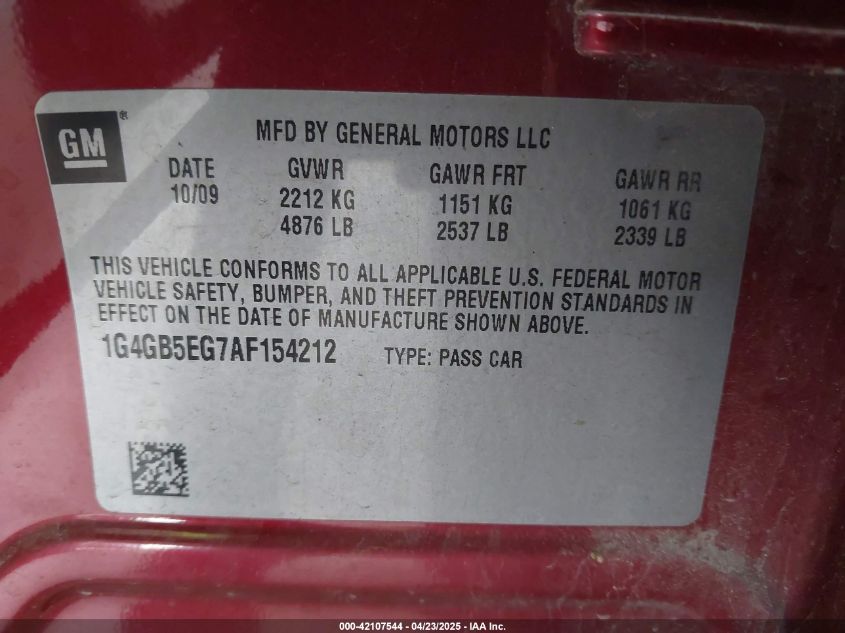 GM ®
MFD BY GENERAL MOTORS LLC
DATE GVWR GAWR FRT GAWR RR
10/09 2212 KG 1151 KG 1061 KG
4876 LB 2537 LB 2339 LB
THIS VEHICLE CONFORMS TO ALL APPLICABLE U.S. FEDERAL MOTOR
VEHICLE SAFETY, BUMPER, AND THEFT PREVENTION STANDARDS IN
EFFECT ON THE DATE OF MANUFACTURE SHOWN ABOVE.
1G4GB5EG7AF154212 TYPE: PASS CAR
000-42107544 - 04/23/2025 - IAA Inc.